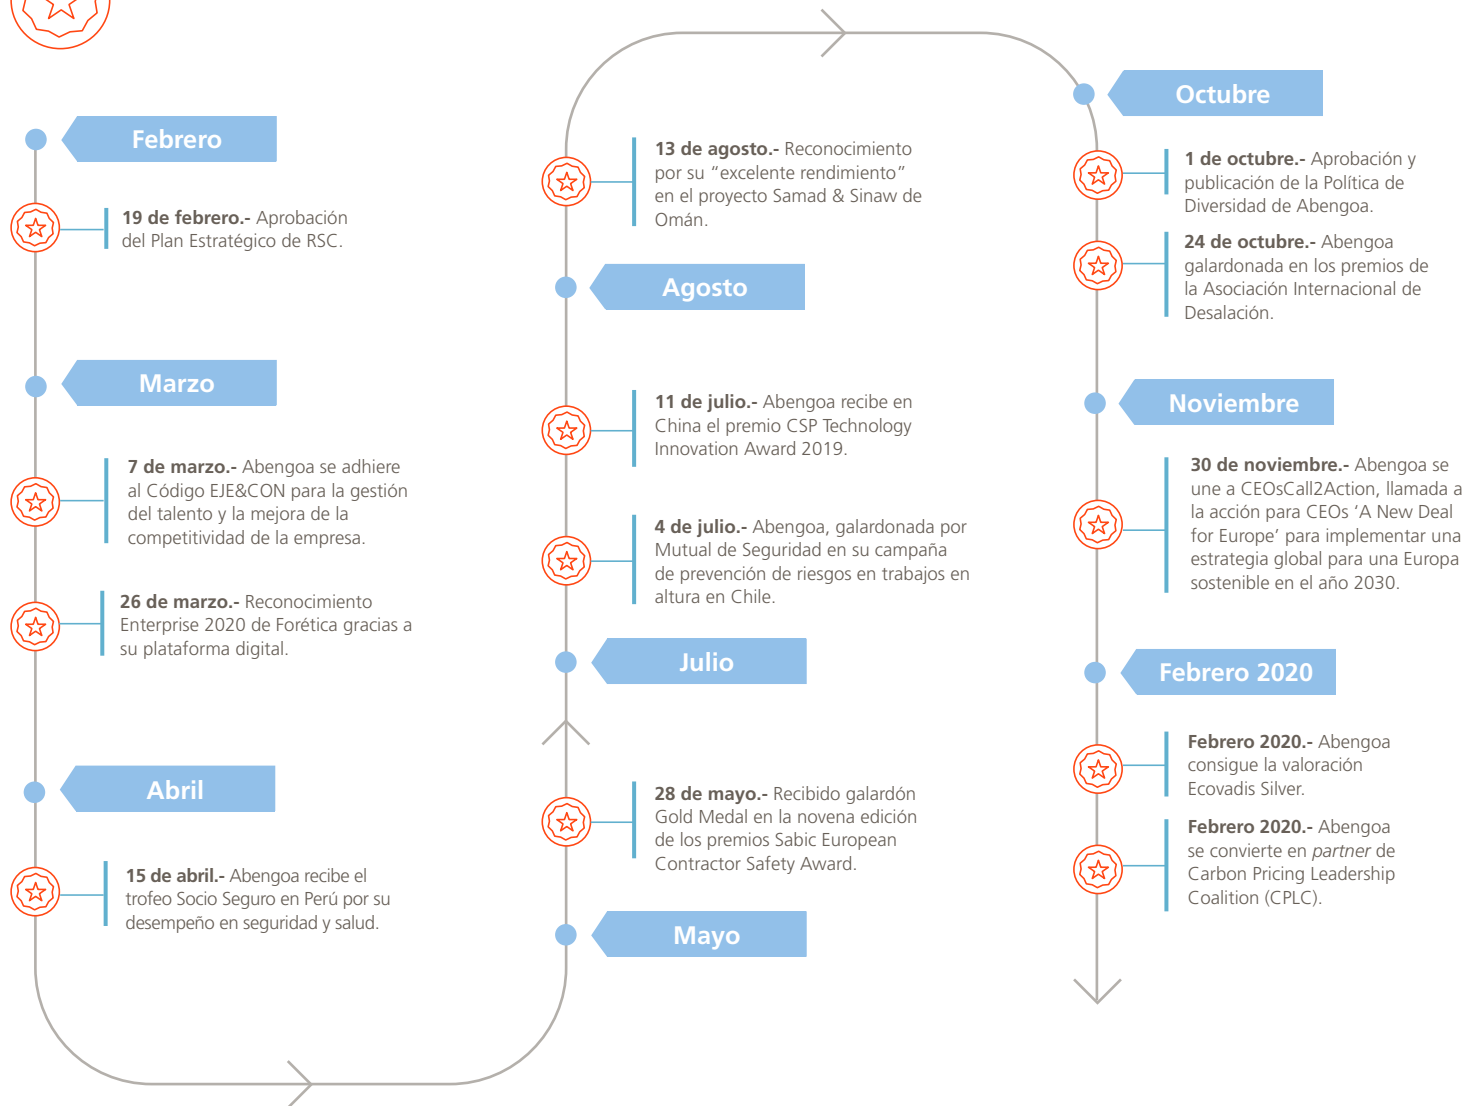 Febrero
19 de febrero.- Aprobación
del Plan Estratégico de RSC.
Marzo
7 de marzo.- Abengoa se adhiere
al Código EJE&CON para la gestión
del talento y la mejora de la
competitividad de la empresa.
26 de marzo.- Reconocimiento
Enterprise 2020 de Forética gracias a
su plataforma digital.
Abril
15 de abril.- Abengoa recibe el
trofeo Socio Seguro en Perú por su
desempeño en seguridad y salud.
13 de agosto.- Reconocimiento
por su “excelente rendimiento”
en el proyecto Samad & Sinaw de
Omán.
Agosto
11 de julio.- Abengoa recibe en
China el premio CSP Technology
Innovation Award 2019.
4 de julio.- Abengoa, galardonada por
Mutual de Seguridad en su campaña
de prevención de riesgos en trabajos en
altura en Chile.
Julio
28 de mayo.- Recibido galardón
Gold Medal en la novena edición
de los premios Sabic European
Contractor Safety Award.
Mayo
Octubre
1 de octubre.- Aprobación y
publicación de la Política de
Diversidad de Abengoa.
24 de octubre.- Abengoa
galardonada en los premios de
la Asociación Internacional de
Desalación.
Noviembre
30 de noviembre.- Abengoa se
une a CEOsCall2Action, llamada a
la acción para CEOs ‘A New Deal
for Europe’ para implementar una
estrategia global para una Europa
sostenible en el año 2030.
Febrero 2020
Febrero 2020.- Abengoa
consigue la valoración
Ecovadis Silver.
Febrero 2020.- Abengoa
se convierte en partner de
Carbon Pricing Leadership
Coalition (CPLC).